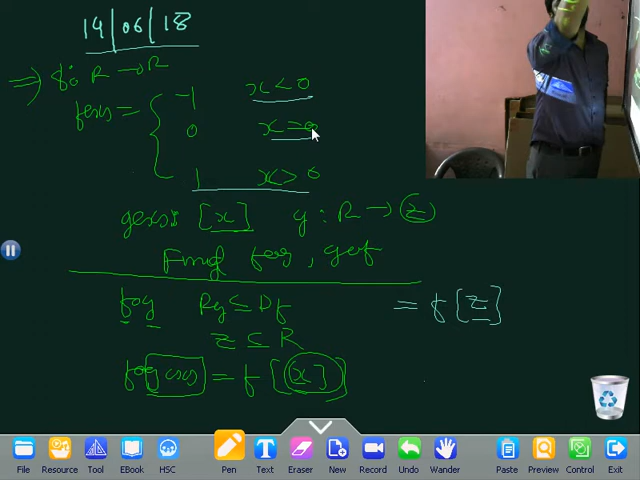 14/06/18
⇒ f: R → R
f(x) = { -1 x < 0
0 x = 0
1 x > 0
g(x): [x] g: R → Z
Find fog, gof
fog Rg ⊆ Df = f[Z]
Z ⊆ R
fog(x) = f[x]
File Resource Tool EBook HSC Pen Text Eraser New Record Undo Wander Paste Preview Control Exit